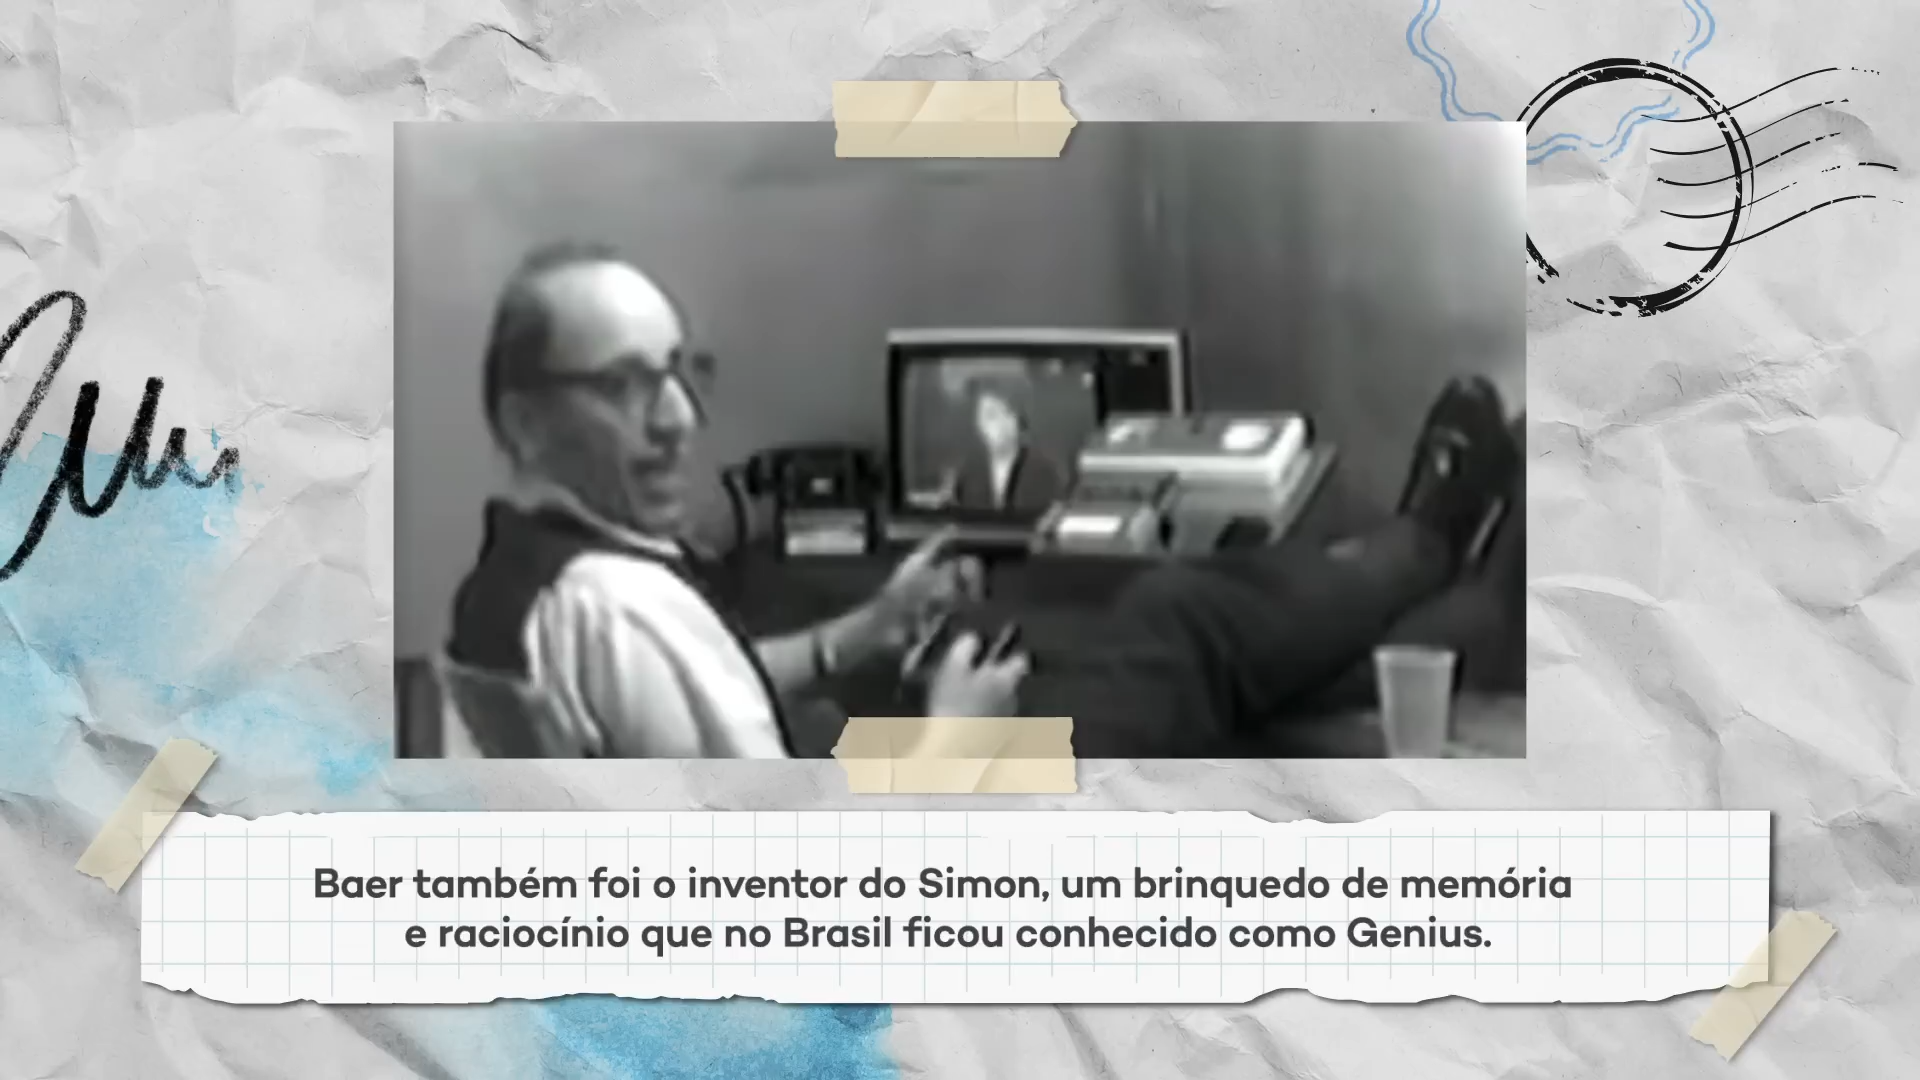 Baer também foi o inventor do Simon, um brinquedo de memória
e raciocínio que no Brasil ficou conhecido como Genius.